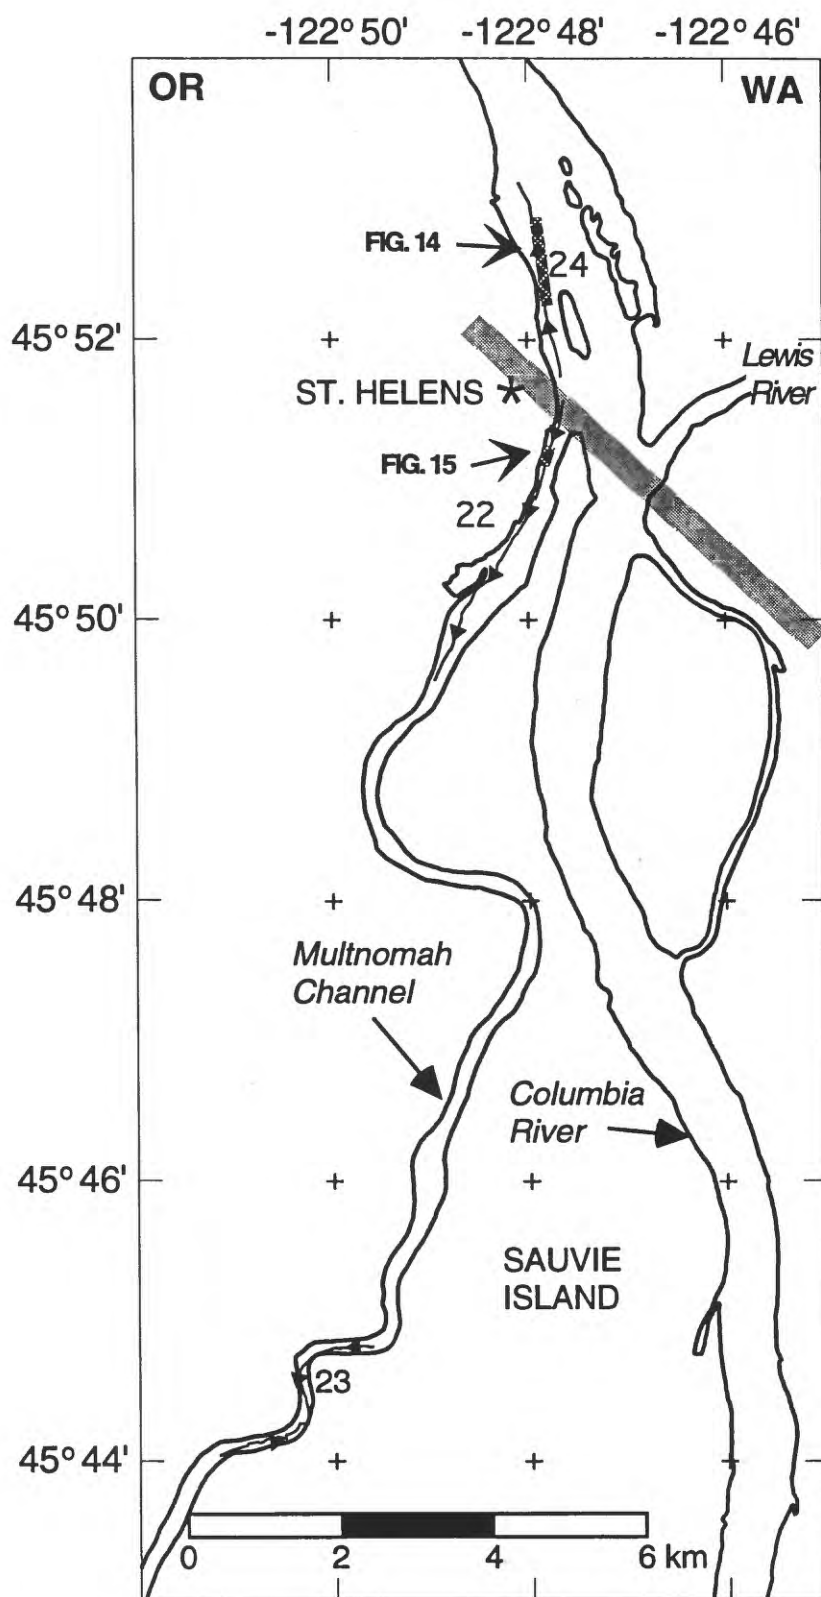 -122°50' -122°48' -122°46'
OR WA
FIG. 14
24
45°52'
Lewis
River
ST. HELENS
FIG. 15
22
45°50'
45°48'
Multnomah
Channel
Columbia
River
45°46'
SAUVIE
ISLAND
23
45°44'
0 2 4 6 km